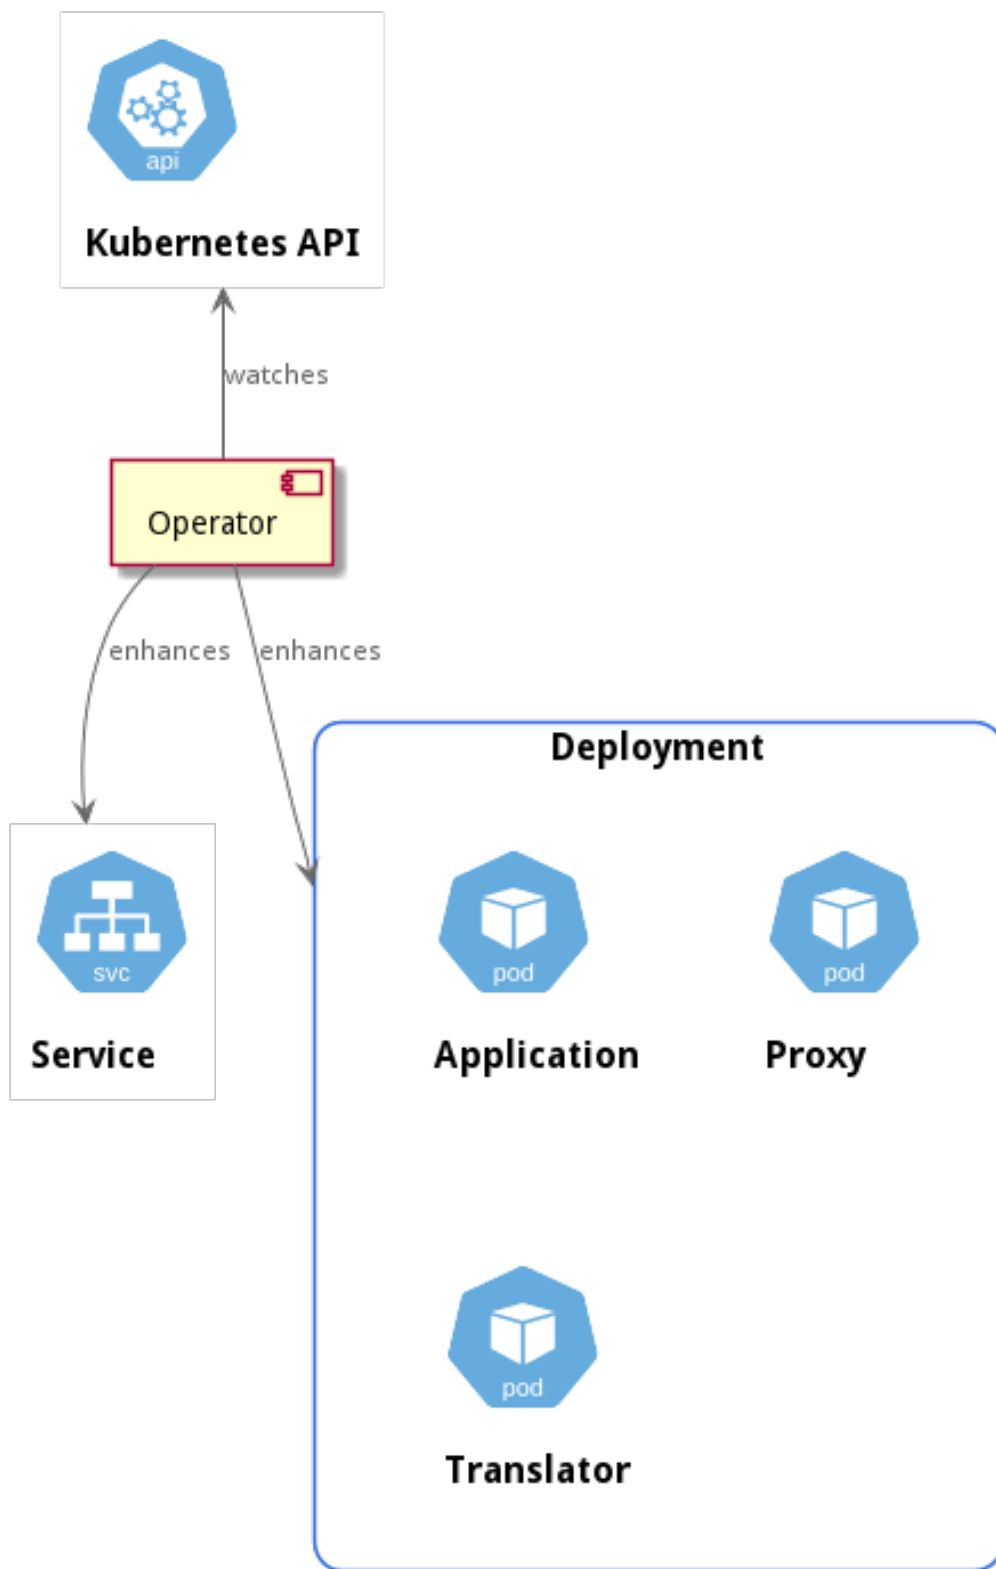 api
Kubernetes API
watches
Operator
enhances
enhances
Deployment
svc
Service
pod
Application
pod
Proxy
pod
Translator